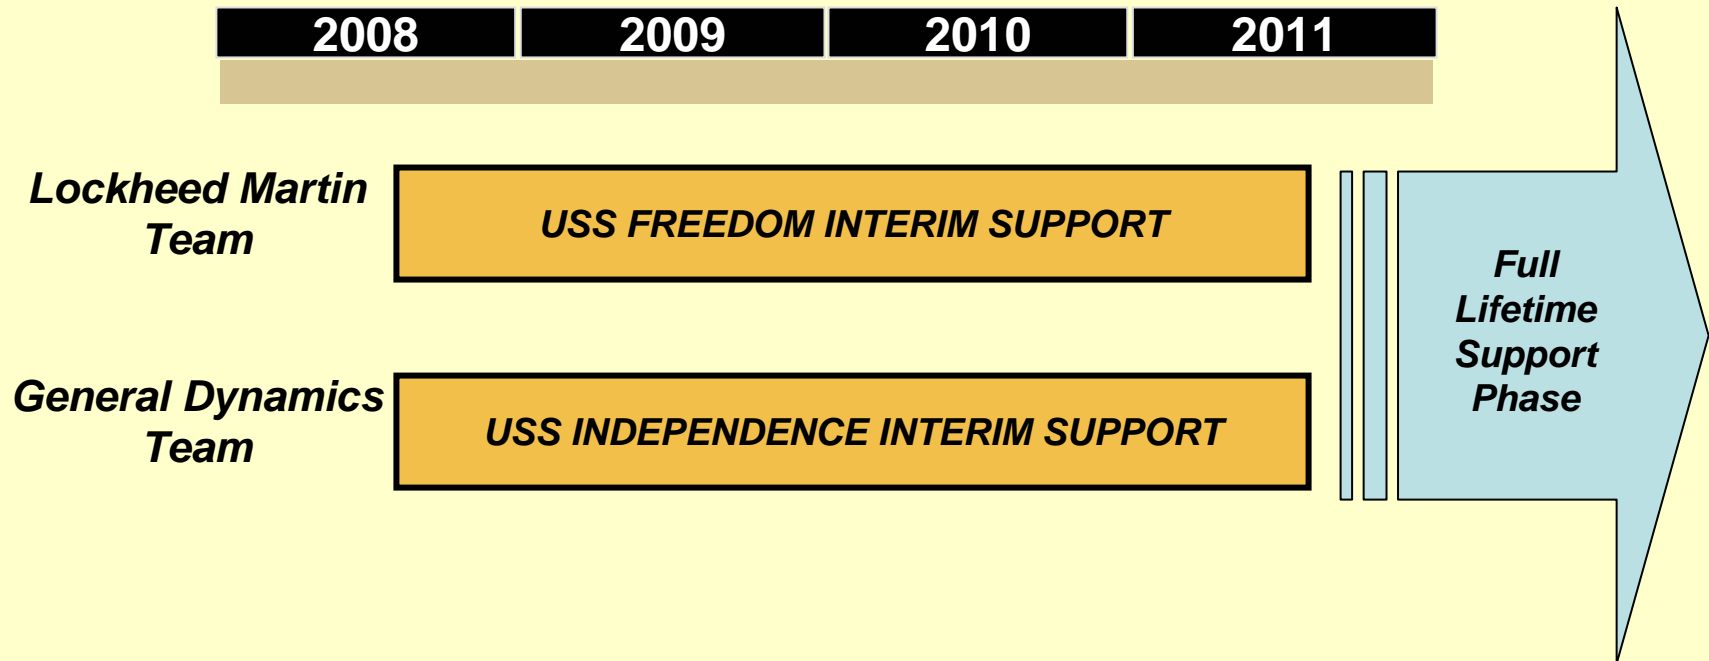 2008 2009 2010 2011
Lockheed Martin
Team
USS FREEDOM INTERIM SUPPORT
General Dynamics
Team
USS INDEPENDENCE INTERIM SUPPORT
Full
Lifetime
Support
Phase